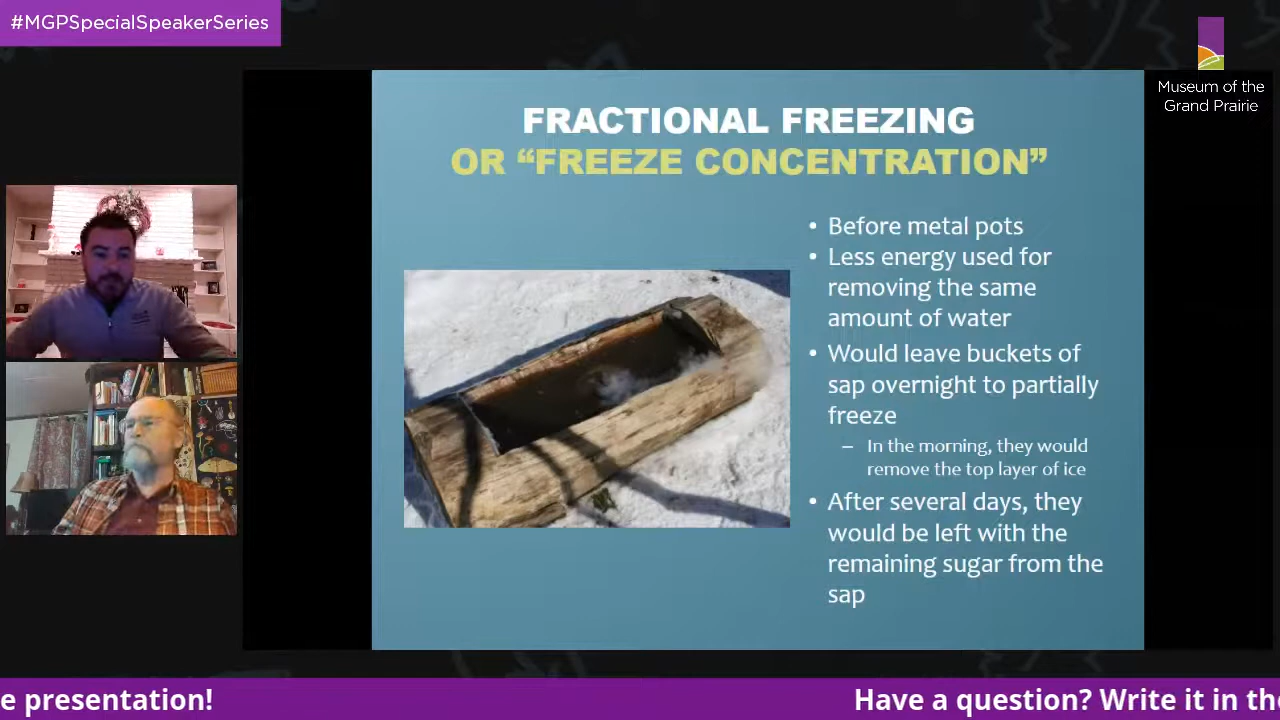 #MGPSpecialSpeakerSeries
Museum of the
Grand Prairie
FRACTIONAL FREEZING
OR “FREEZE CONCENTRATION”
• Before metal pots
• Less energy used for
removing the same
amount of water
• Would leave buckets of
sap overnight to partially
freeze
– In the morning, they would
remove the top layer of ice
• After several days, they
would be left with the
remaining sugar from the
sap
e presentation!
Have a question? Write it in the